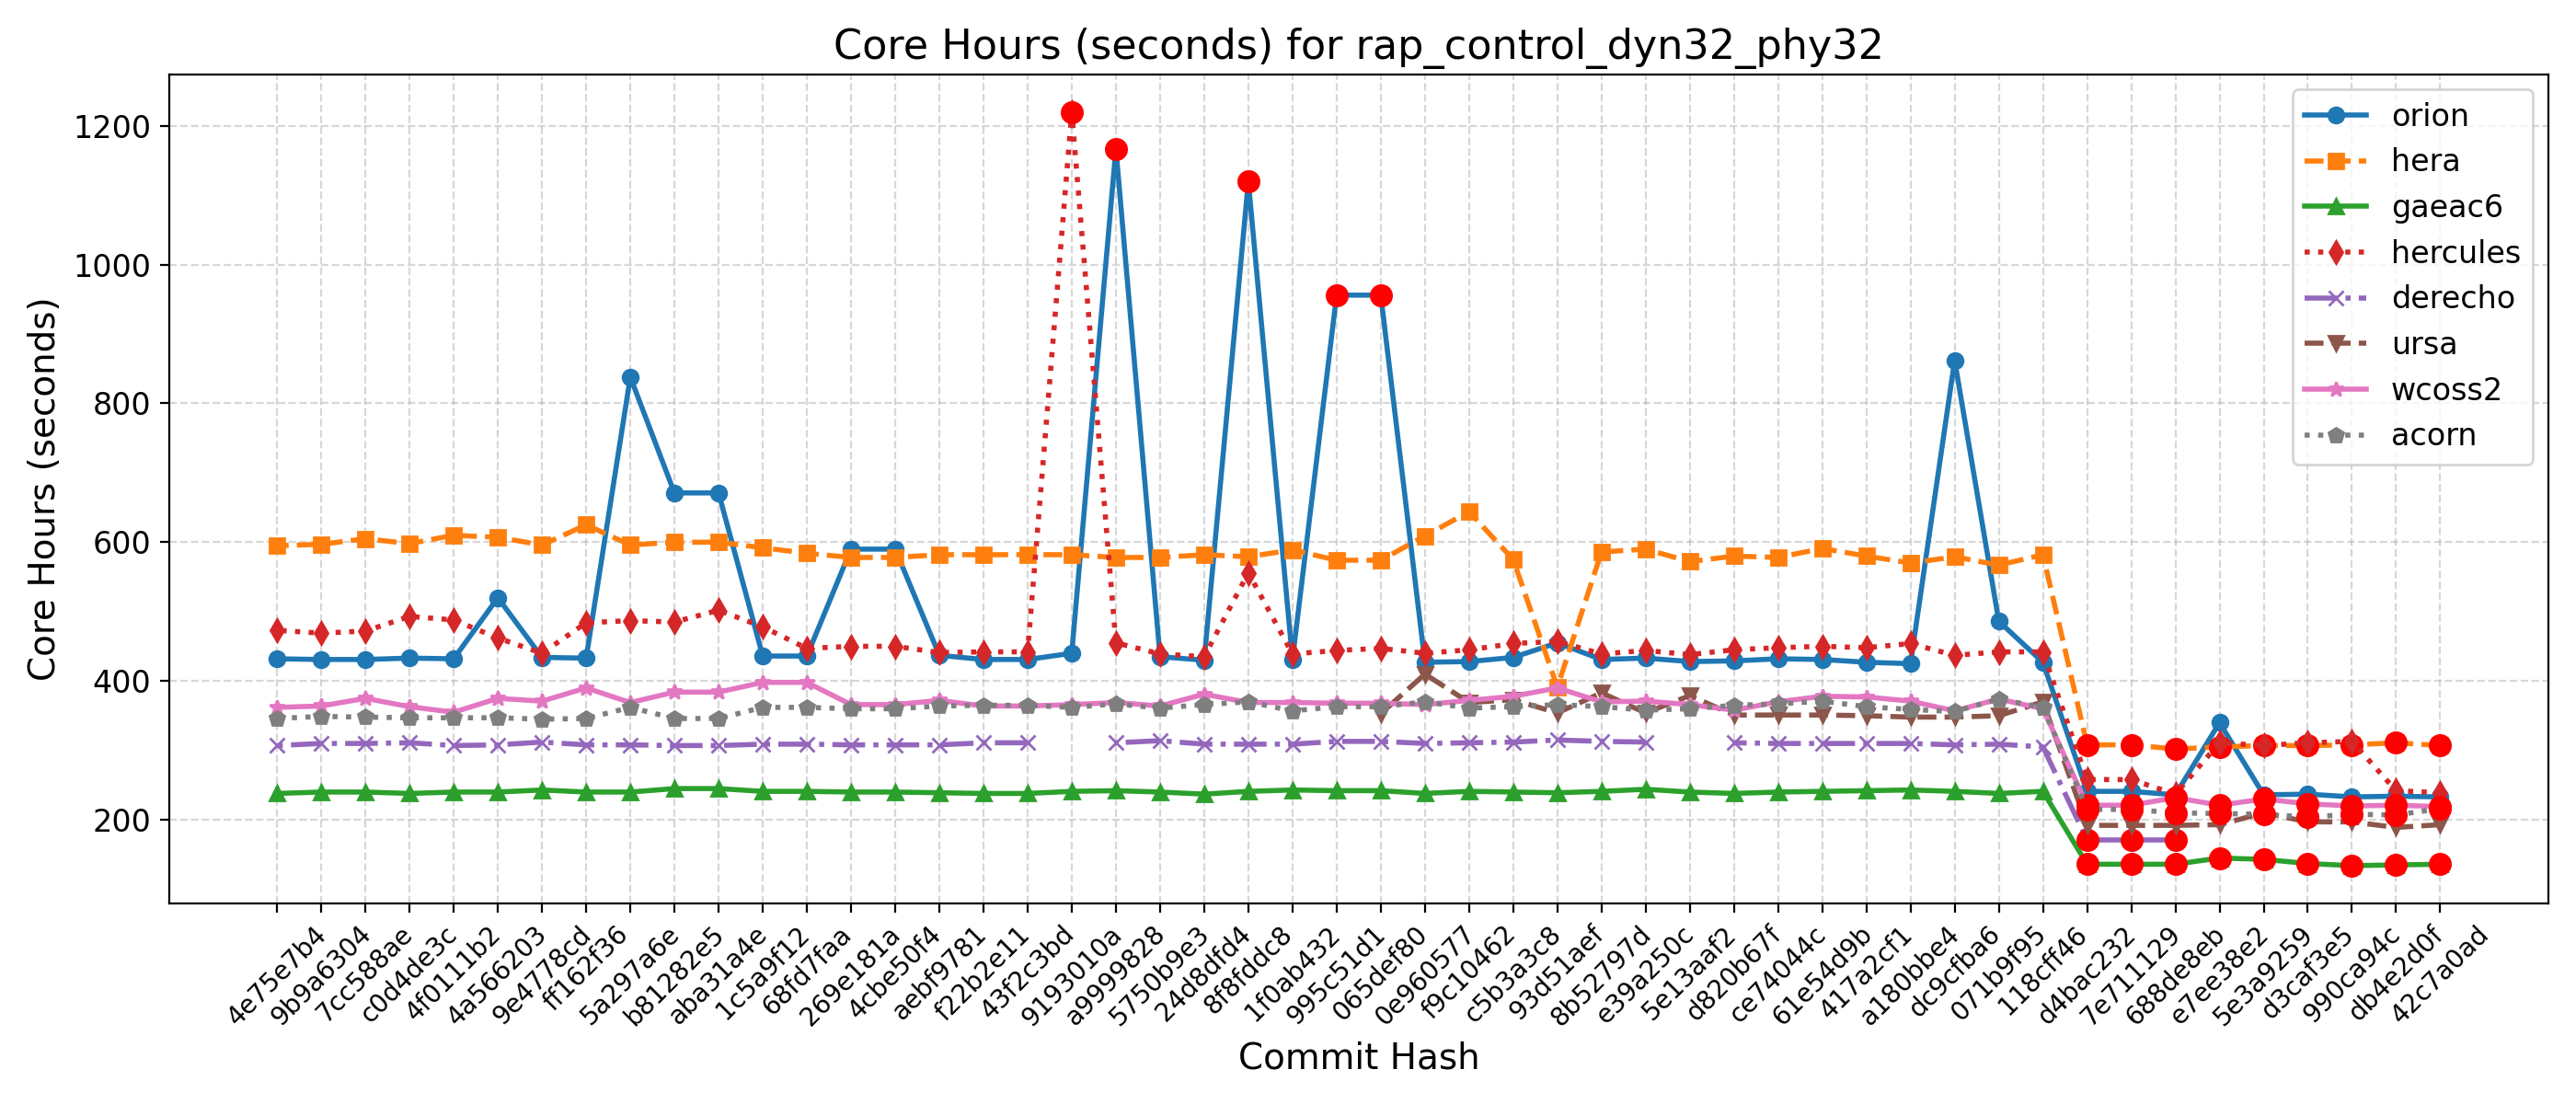 Core Hours (seconds) for rap_control_dyn32_phy32
Core Hours (seconds)
1200
1000
800
600
400
200
orion
hera
gaeac6
hercules
derecho
ursa
wcoss2
acorn
4e75e7b4
9b9a6304
7cc588ae
c0d4de3c
4f0111b2
4a566203
9e4778cd
ff162f36
5a297a6e
b81282e5
aba31a4e
1c5a9f12
68fd7faa
269e181a
4cbe50f4
aebf9781
f22b2e11
43f2c3bd
9193010a
a9999828
5750b9e3
24d8dfd4
8f8fddc8
1f0ab432
995c51d1
065def80
0e960577
f9c10462
c5b3a3c8
93d51aef
8b52797d
e39a250c
5e13aaf2
d820b67f
ce74044c
61e54d9b
417a2cf1
a180bbe4
dc9cfba6
071b9f95
118cff46
d4bac232
7e711129
688de8eb
e7ee38e2
5e3a9259
d3caf3e5
990ca94c
db4e2d0f
42c7a0ad
Commit Hash